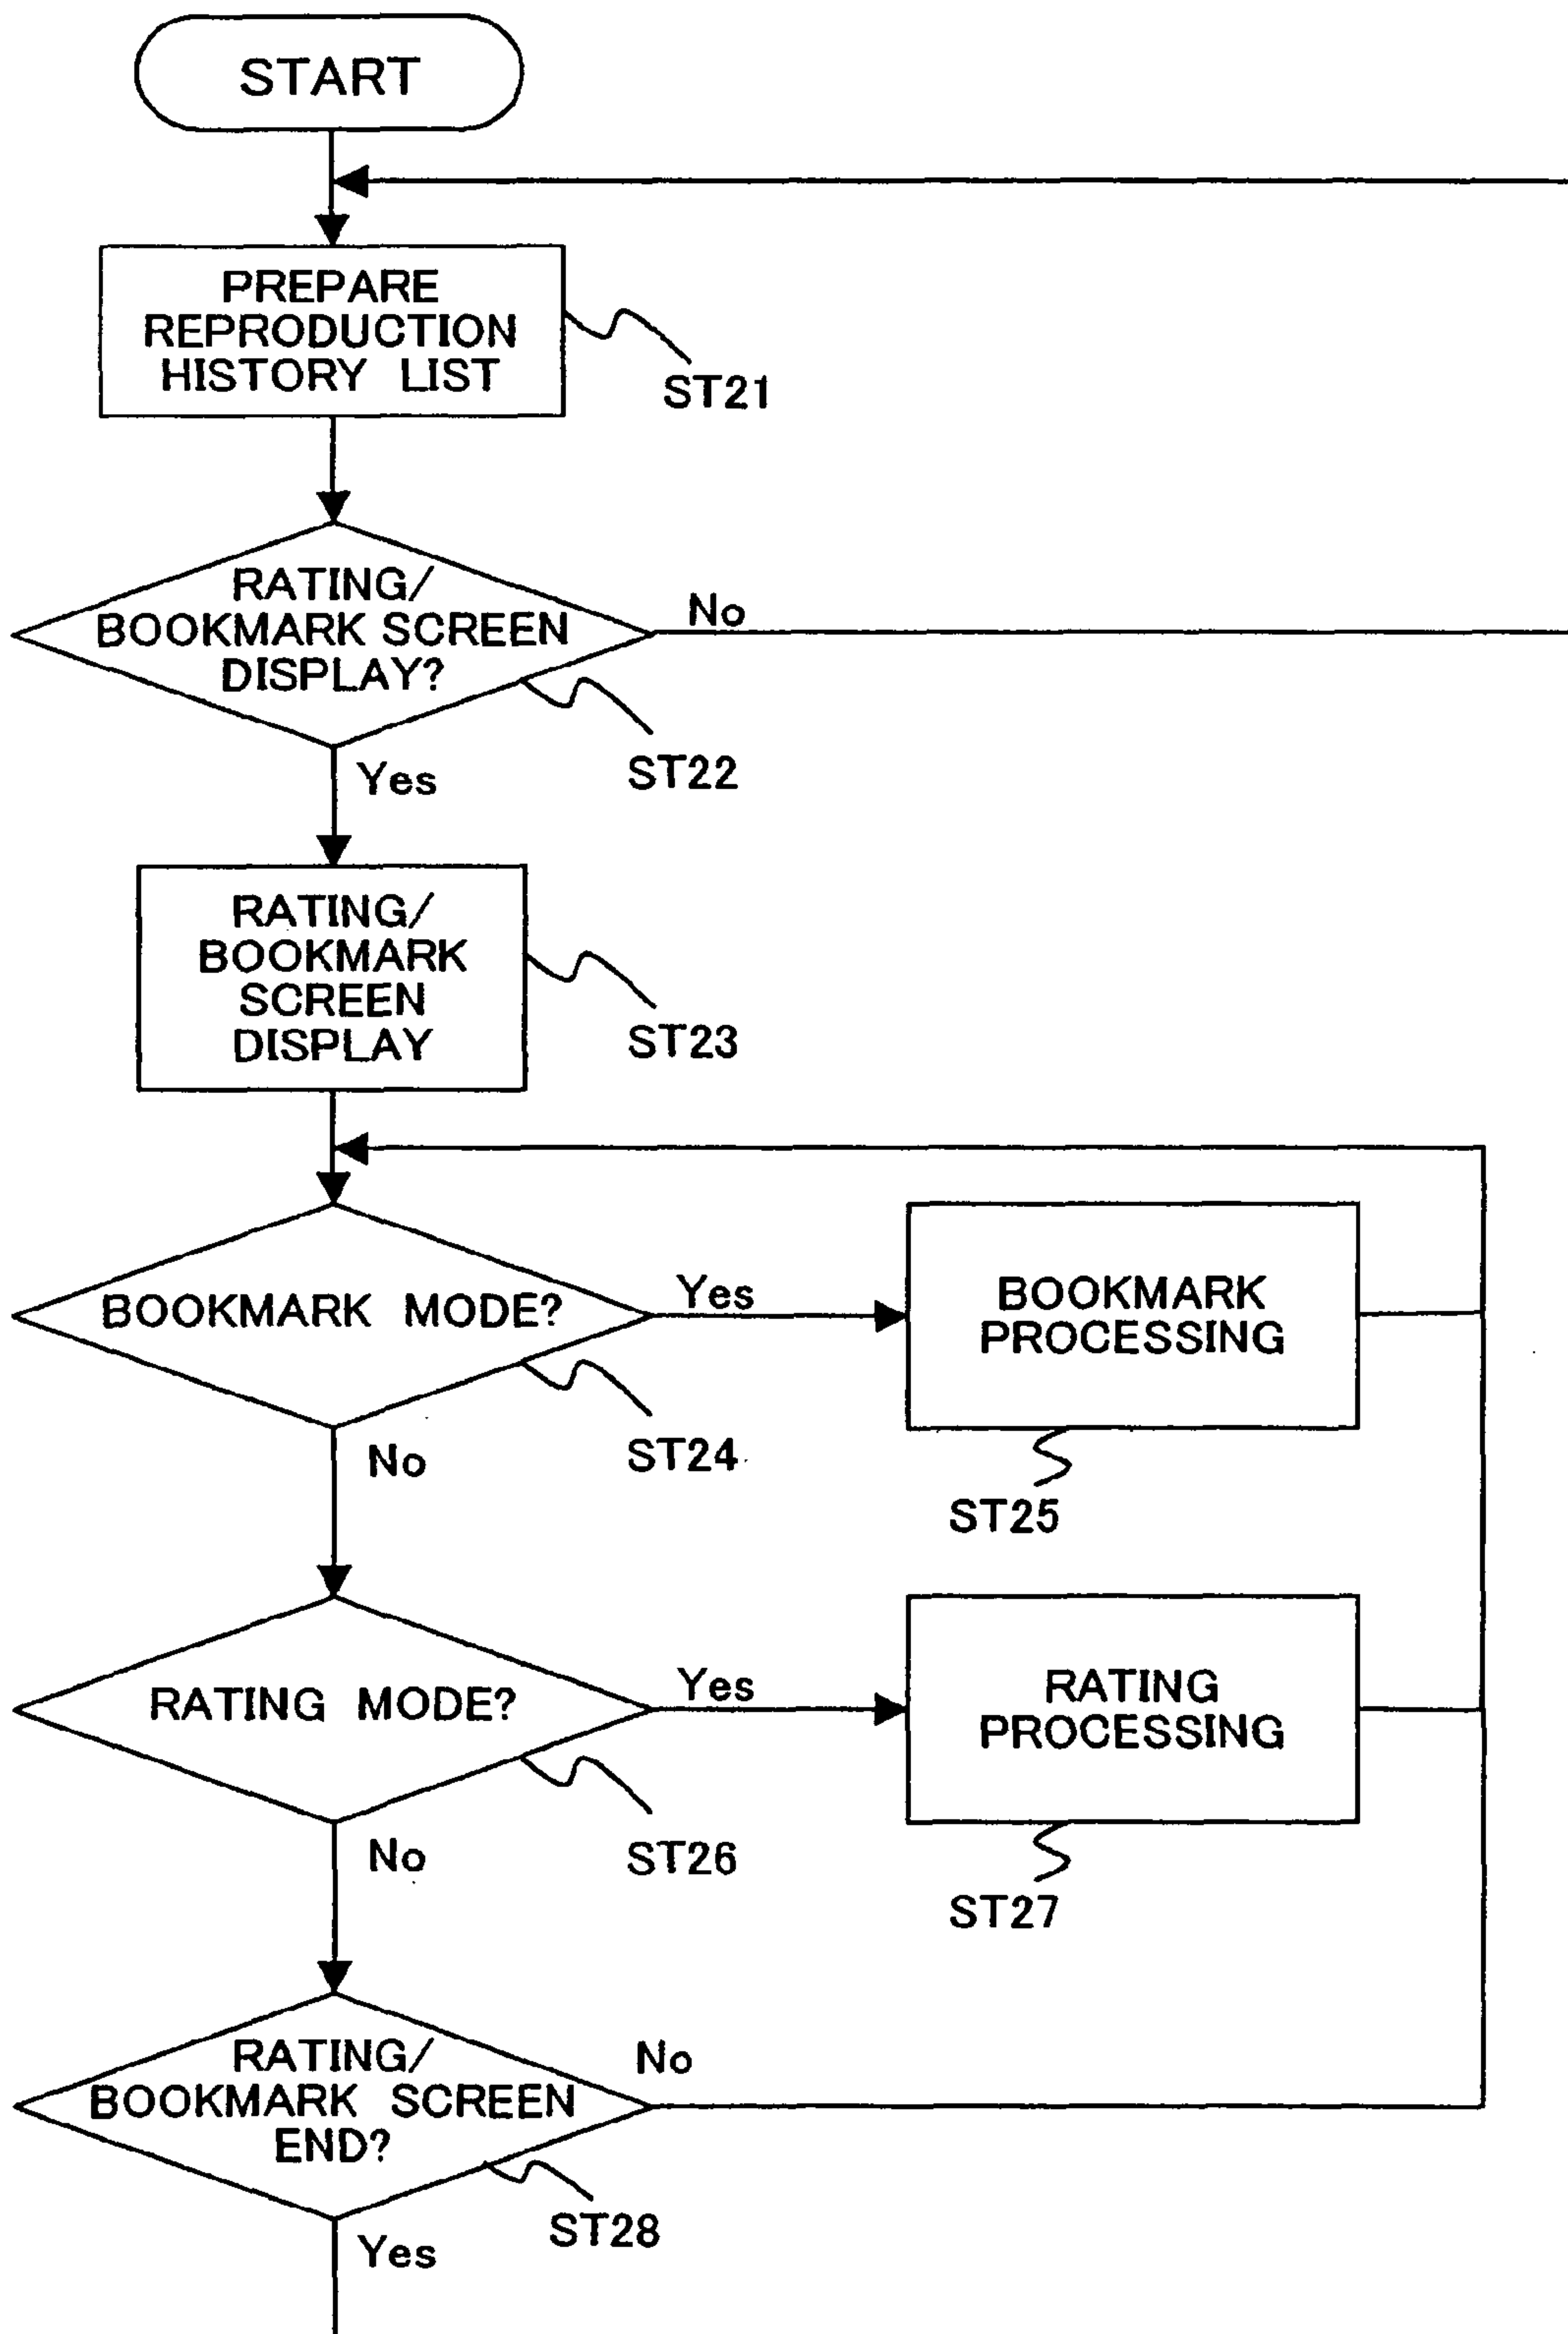 START
PREPARE
REPRODUCTION
HISTORY LIST
ST21
RATING/
BOOKMARK SCREEN
DISPLAY?
No
ST22
Yes
RATING/
BOOKMARK
SCREEN
DISPLAY
ST23
BOOKMARK MODE?
Yes
BOOKMARK
PROCESSING
ST24
No
ST25
RATING MODE?
Yes
RATING
PROCESSING
ST26
No
ST27
RATING/
BOOKMARK SCREEN
END?
No
ST28
Yes